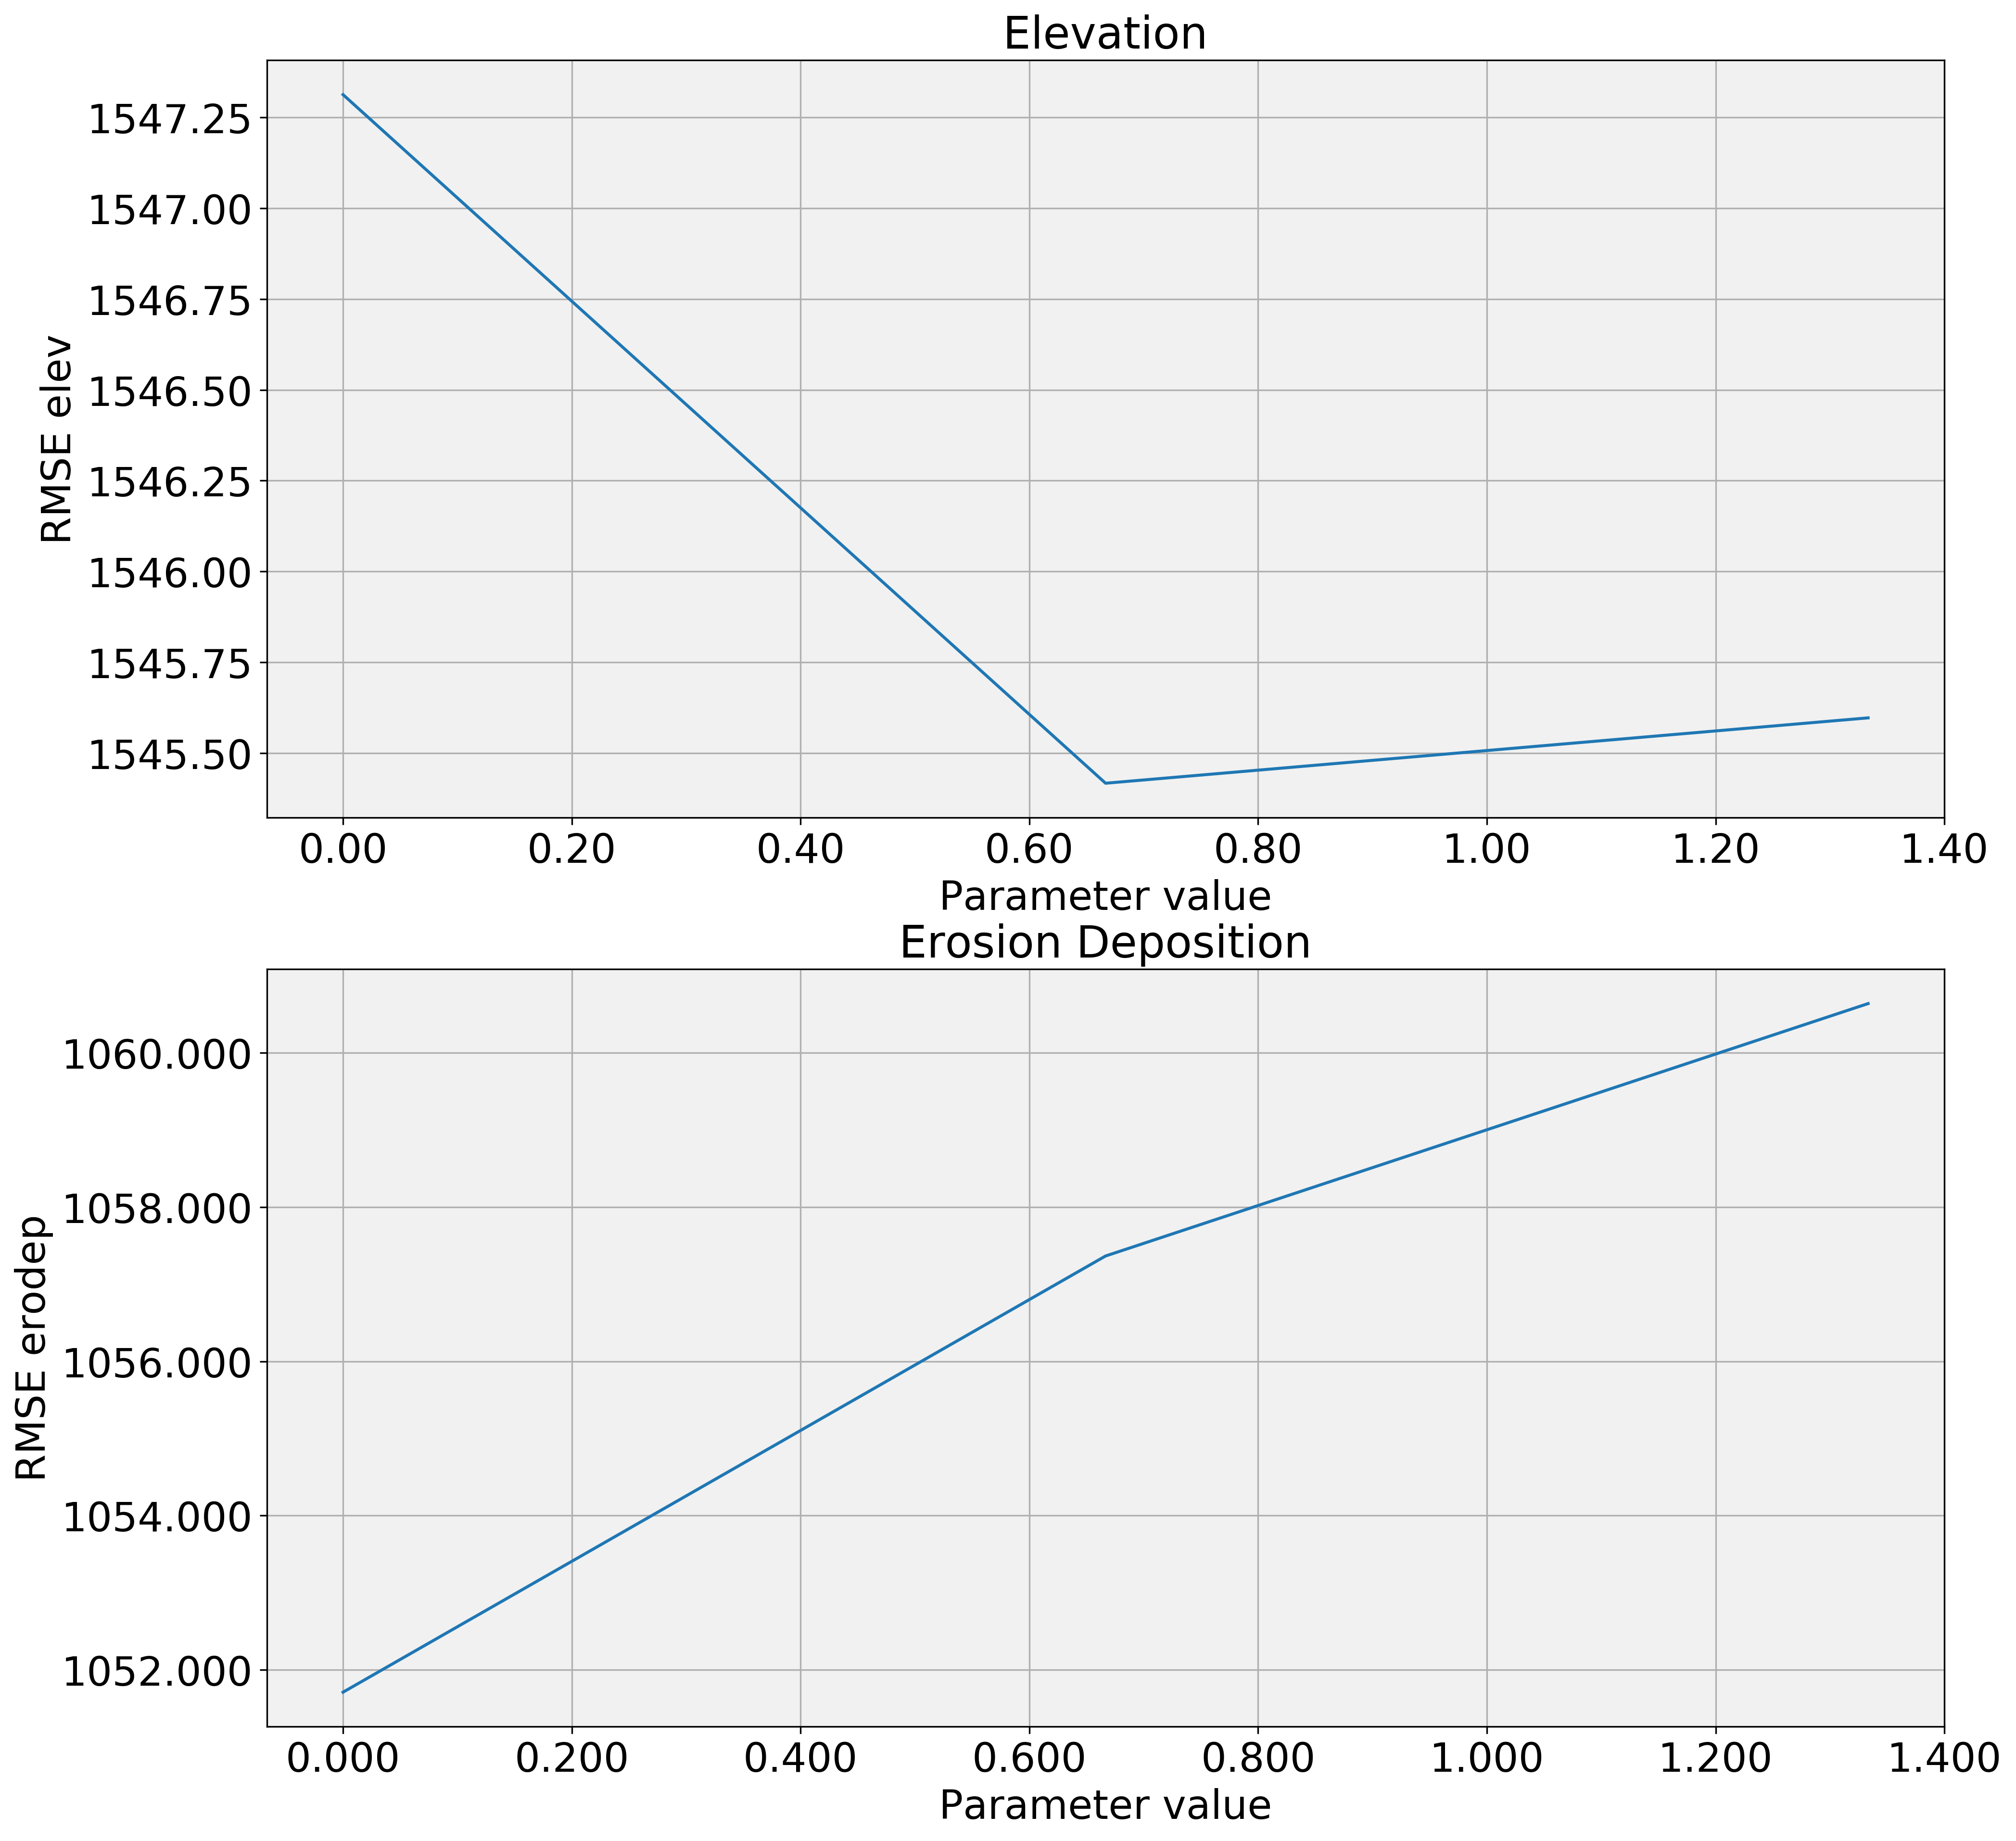 Elevation
1547.25
1547.00
1546.75
1546.50
1546.25
1546.00
1545.75
1545.50
RMSE elev
0.00 0.20 0.40 0.60 0.80 1.00 1.20 1.40
Parameter value
Erosion Deposition
1060.000
1058.000
1056.000
1054.000
1052.000
RMSE erodep
0.000 0.200 0.400 0.600 0.800 1.000 1.200 1.400
Parameter value